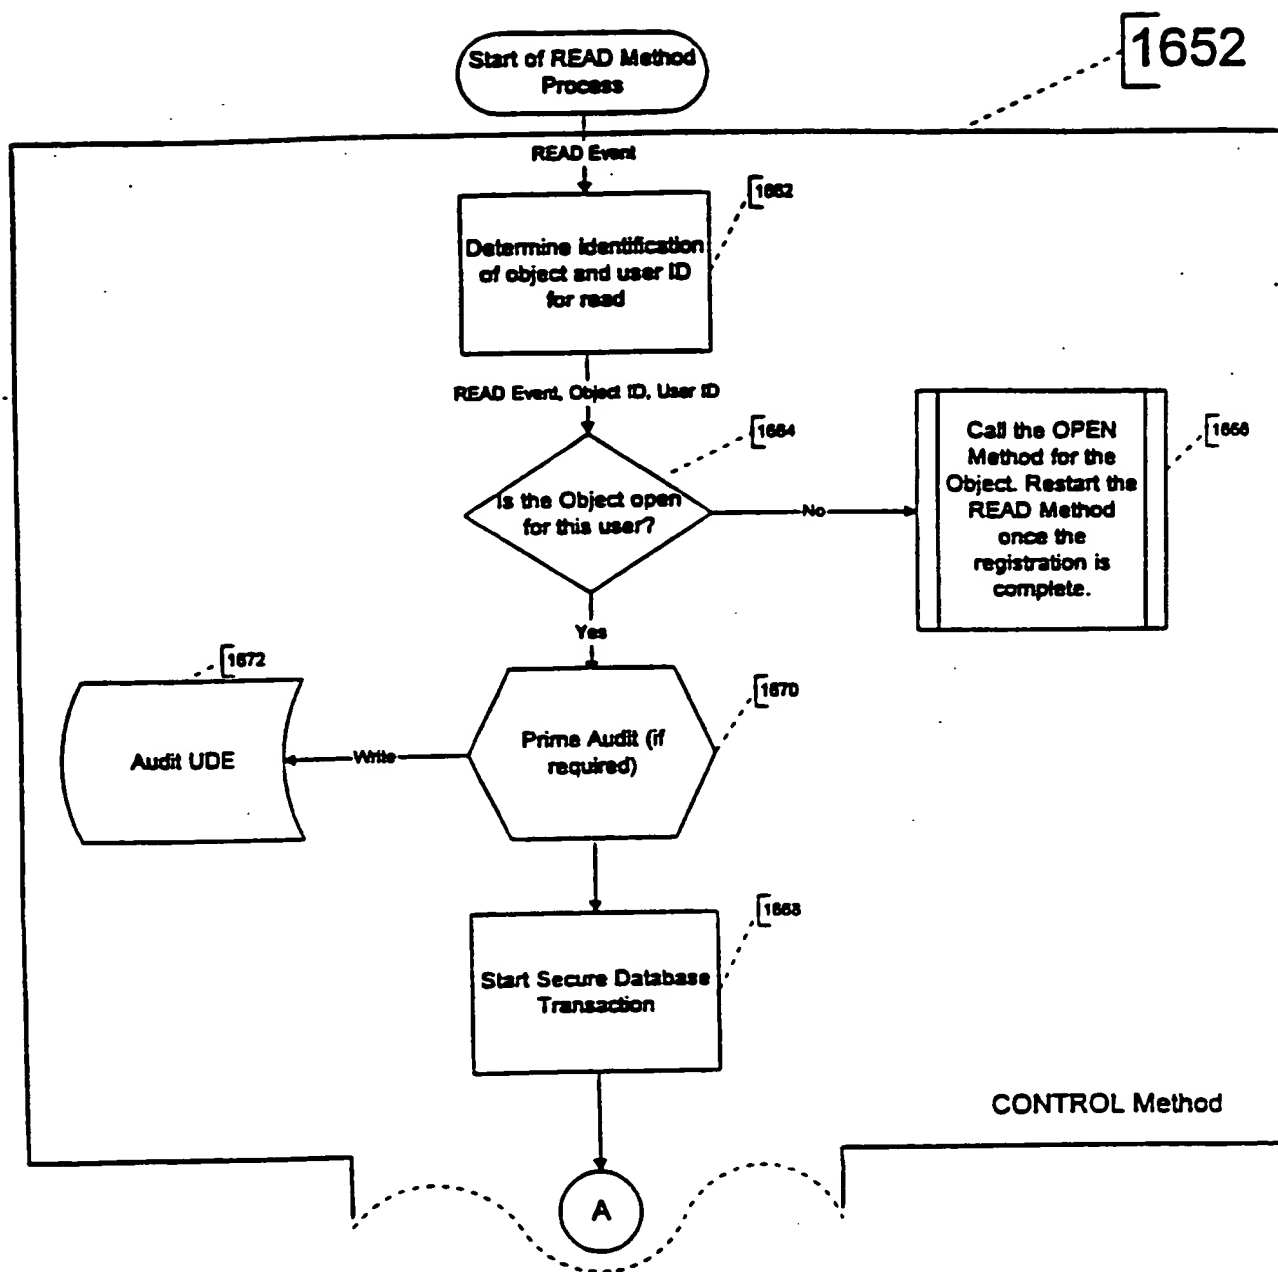 1652
Start of READ Method
Process
READ Event
1662
Determine identification
of object and user ID
for read
READ Event, Object ID, User ID
1664
Is the Object open
for this user?
No
Call the OPEN
Method for the
Object. Restart the
READ Method
once the
registration is
complete.
Yes
1672
1670
Audit UDE
Write
Prime Audit (if
required)
Start Secure Database
Transaction
CONTROL Method
A